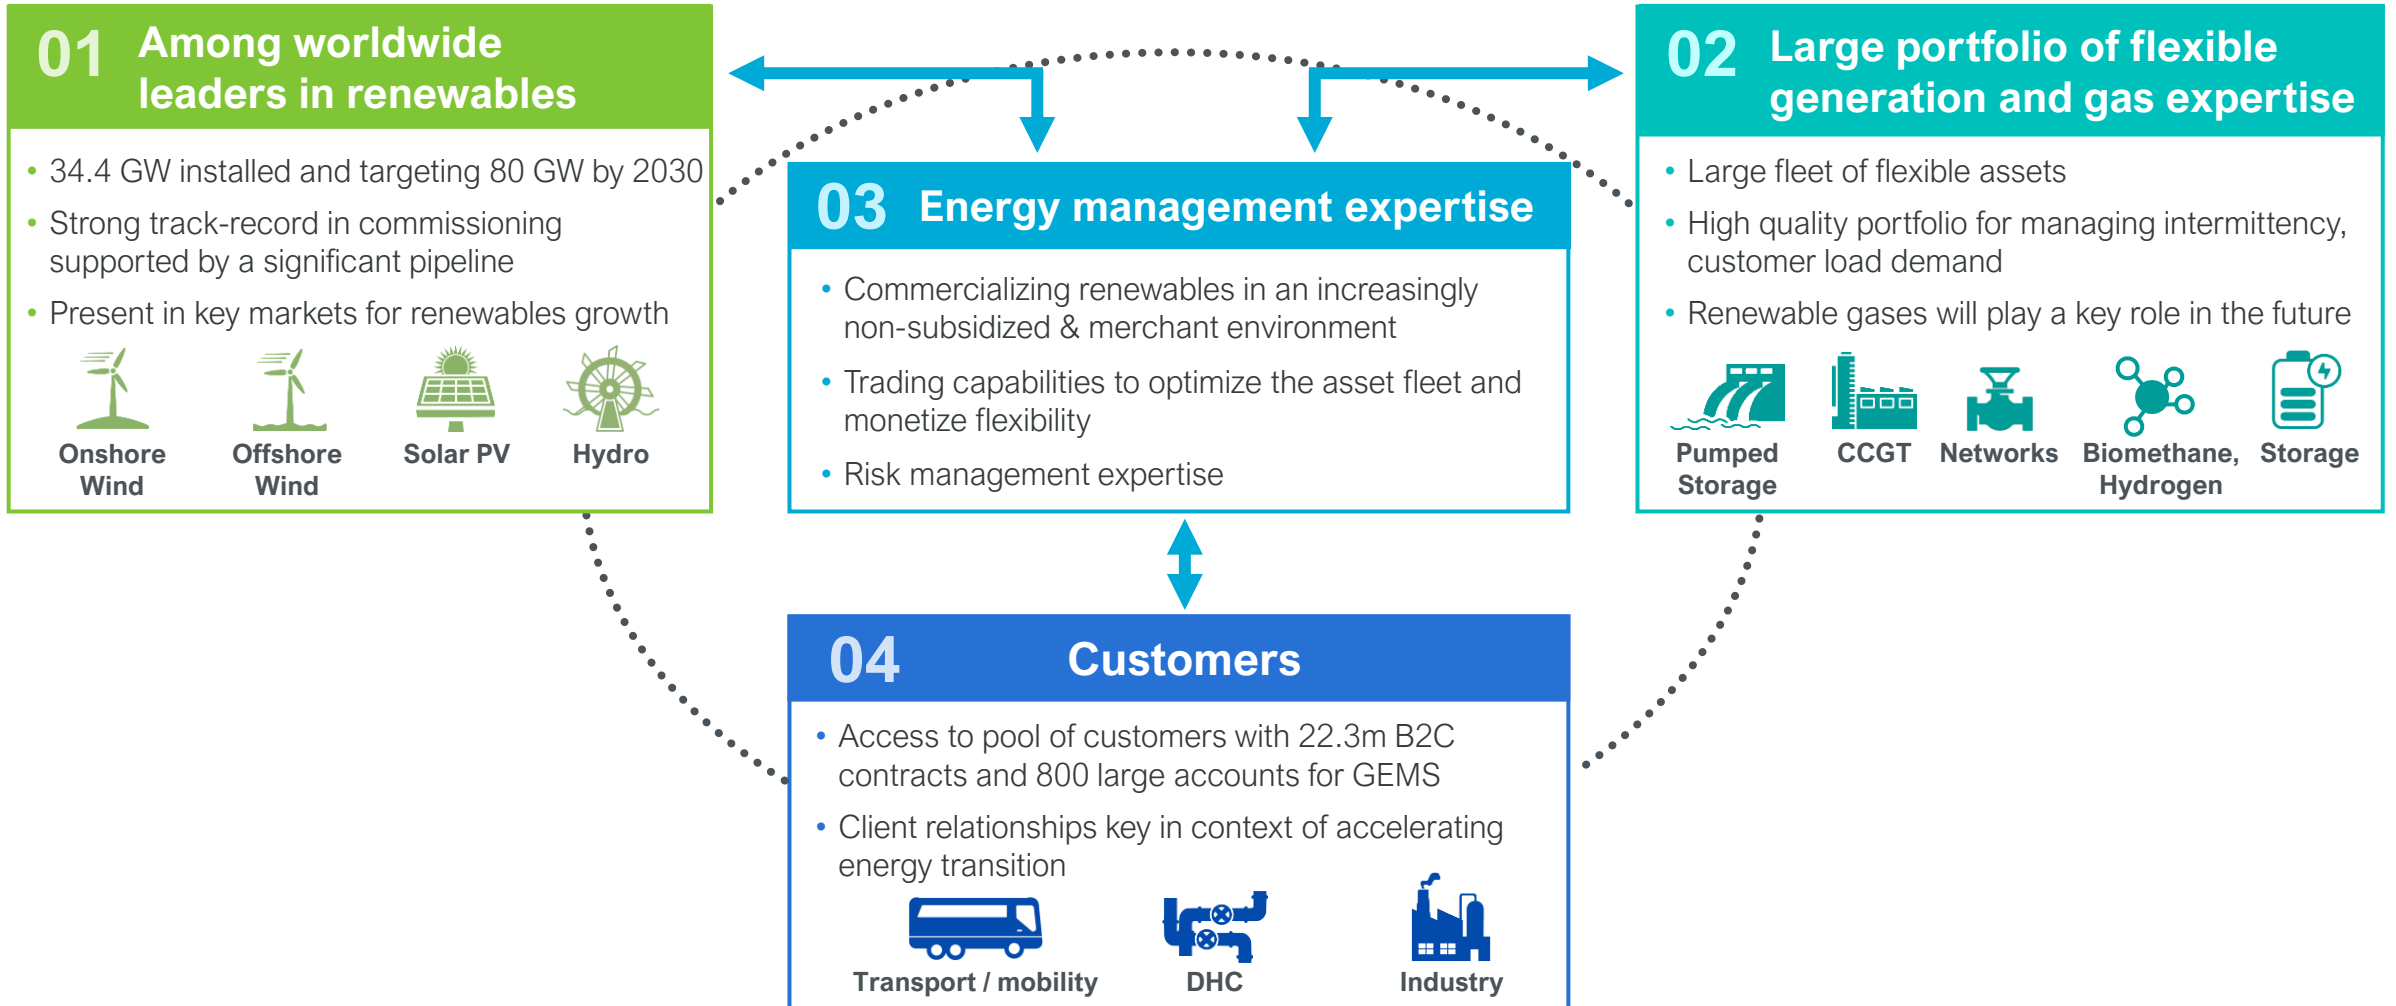 01 Among worldwide
leaders in renewables
• 34.4 GW installed and targeting 80 GW by 2030
• Strong track-record in commissioning
supported by a significant pipeline
• Present in key markets for renewables growth
Onshore
Wind
Offshore
Wind
Solar PV
Hydro
02 Large portfolio of flexible
generation and gas expertise
• Large fleet of flexible assets
• High quality portfolio for managing intermittency,
customer load demand
• Renewable gases will play a key role in the future
Pumped
Storage
CCGT
Networks
Biomethane,
Hydrogen
Storage
03 Energy management expertise
• Commercializing renewables in an increasingly
non-subsidized & merchant environment
• Trading capabilities to optimize the asset fleet and
monetize flexibility
• Risk management expertise
04 Customers
• Access to pool of customers with 22.3m B2C
contracts and 800 large accounts for GEMS
• Client relationships key in context of accelerating
energy transition
Transport / mobility
DHC
Industry